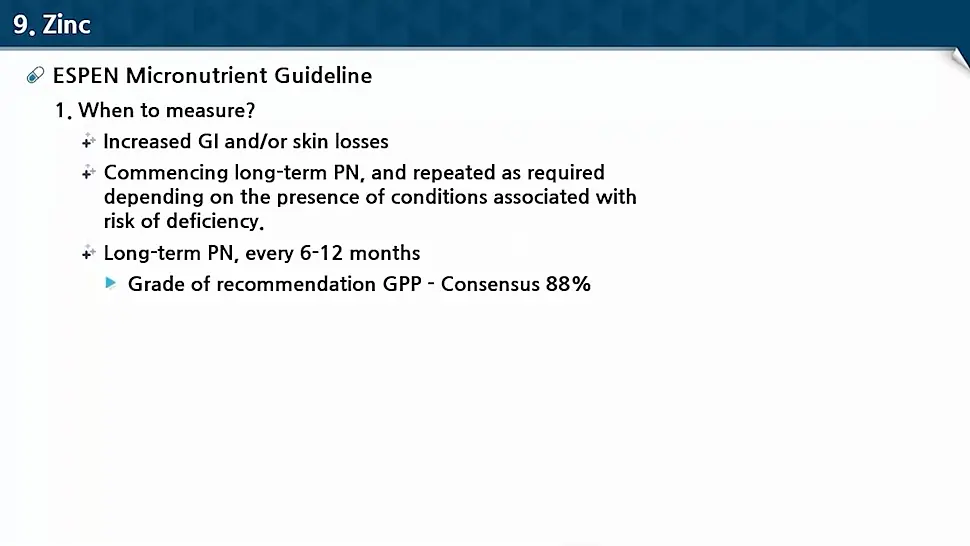 9. Zinc
ESPEN Micronutrient Guideline
1. When to measure?
Increased GI and/or skin losses
Commencing long-term PN, and repeated as required
depending on the presence of conditions associated with
risk of deficiency.
Long-term PN, every 6-12 months
Grade of recommendation GPP - Consensus 88%